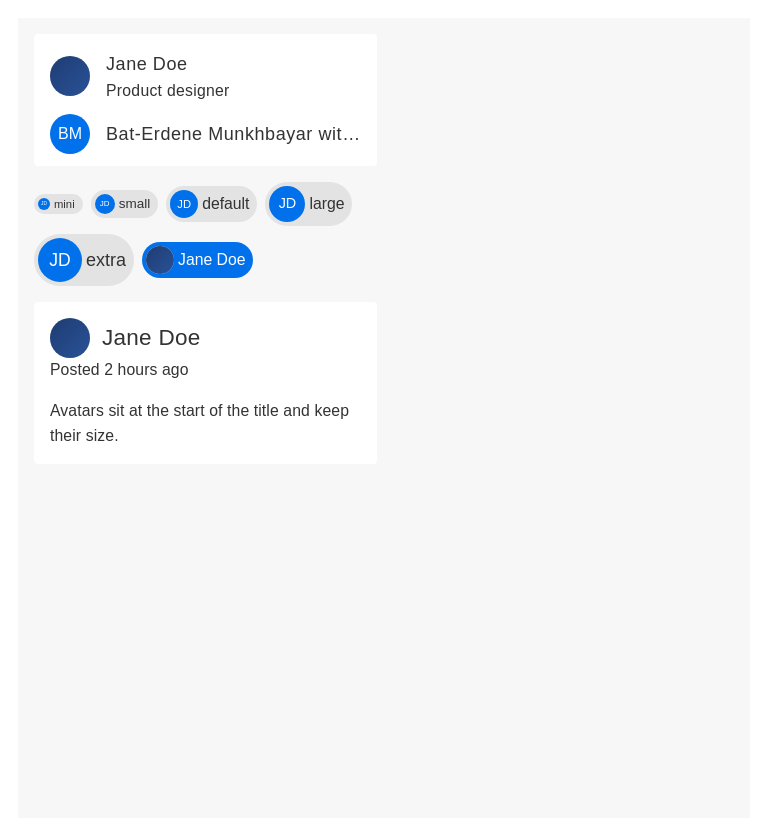 Jane Doe
Product designer
BM Bat-Erdene Munkhbayar wit…
JD mini JD small JD default JD large
JD extra Jane Doe
Jane Doe
Posted 2 hours ago
Avatars sit at the start of the title and keep
their size.